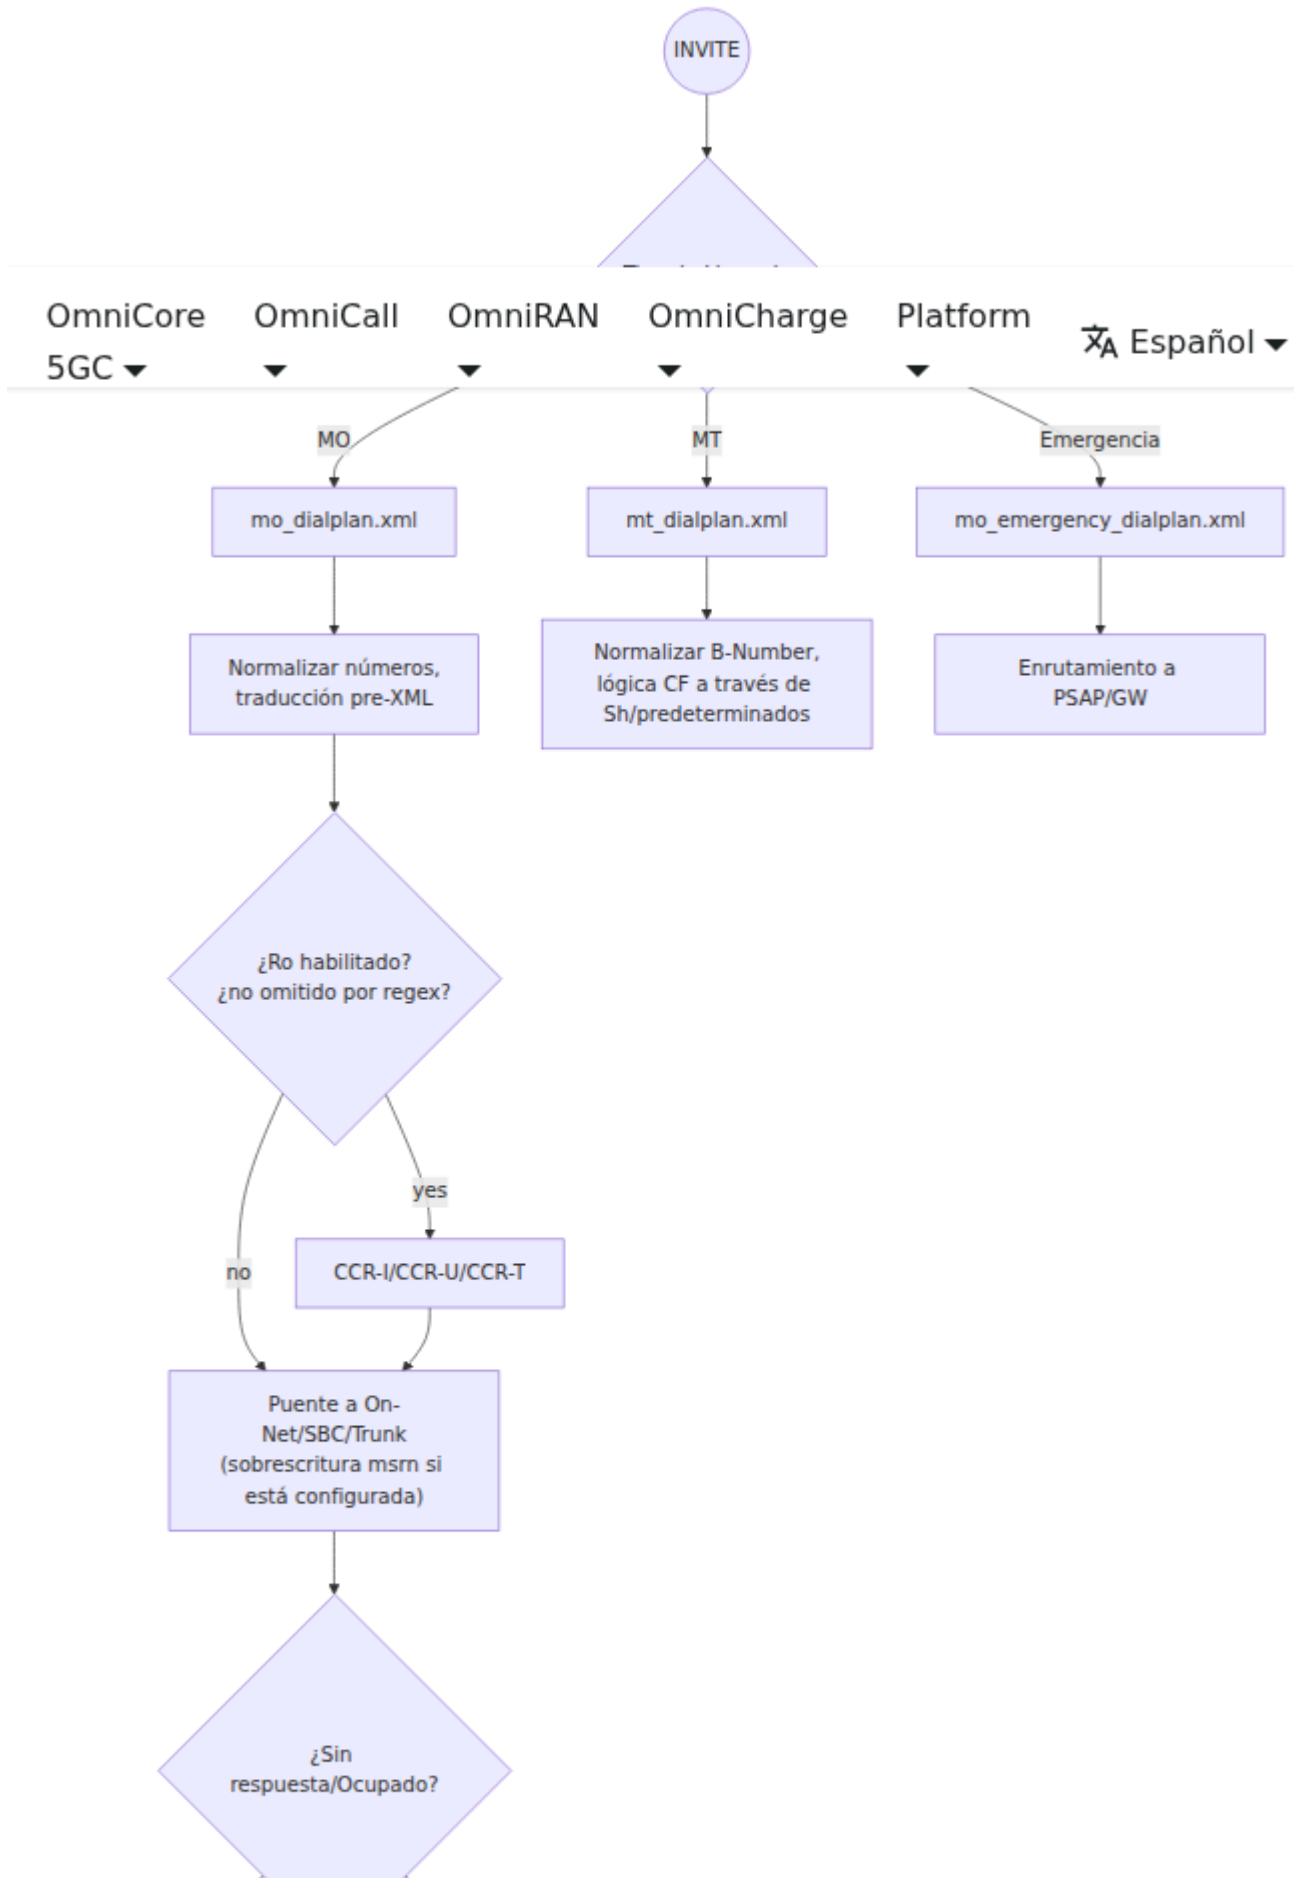 INVITE
OmniCore
5GC
OmniCall
OmniRAN
OmniCharge
Platform
Español
MO
MT
Emergencia
mo_dialplan.xml
mt_dialplan.xml
mo_emergency_dialplan.xml
Normalizar números,
traducción pre-XML
Normalizar B-Number,
lógica CF a través de
Sh/predeterminados
Enrutamiento a
PSAP/GW
¿Ro habilitado?
¿no omitido por regex?
yes
no
CCR-I/CCR-U/CCR-T
Puente a On-
Net/SBC/Trunk
(sobrescritura msrn si
está configurada)
¿Sin
respuesta/Ocupado?